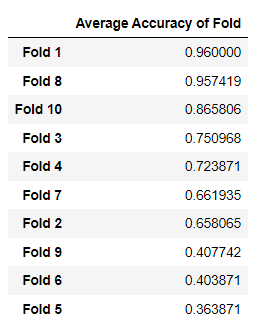 Average Accuracy of Fold
Fold 1 0.960000
Fold 8 0.957419
Fold 10 0.865806
Fold 3 0.750968
Fold 4 0.723871
Fold 7 0.661935
Fold 2 0.658065
Fold 9 0.407742
Fold 6 0.403871
Fold 5 0.363871